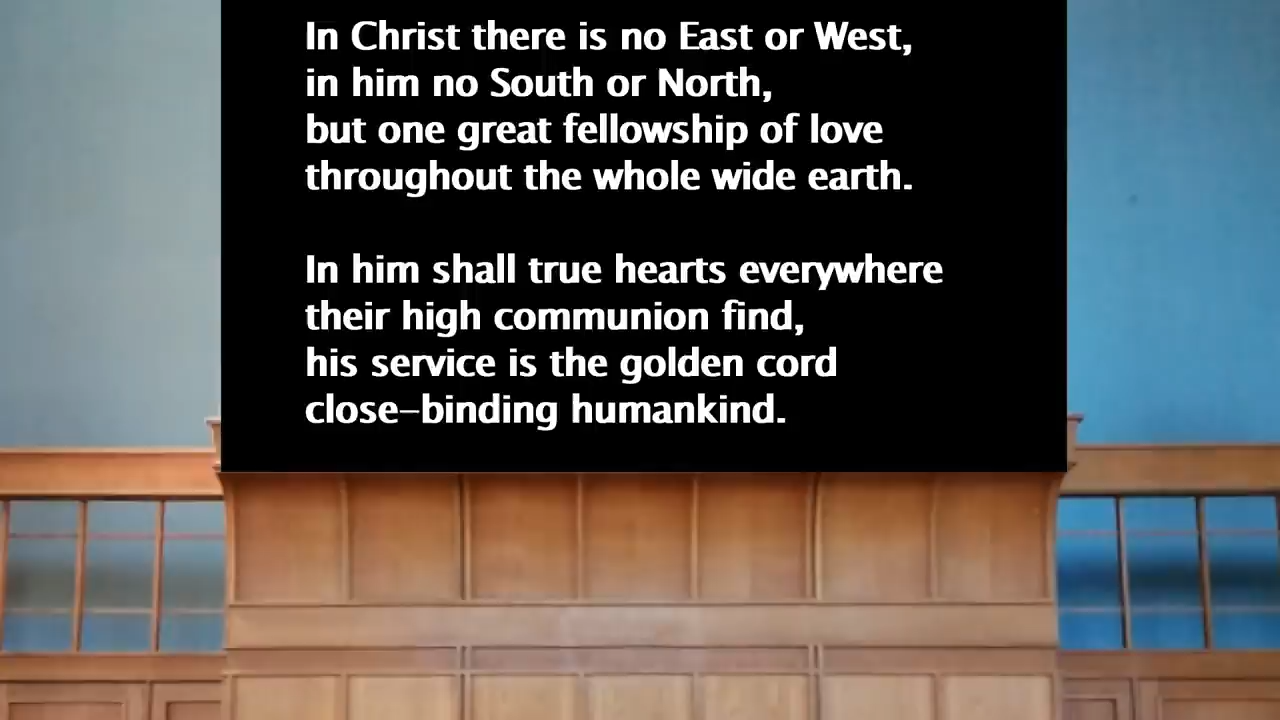 In Christ there is no East or West,
in him no South or North,
but one great fellowship of love
throughout the whole wide earth.

In him shall true hearts everywhere
their high communion find,
his service is the golden cord
close–binding humankind.